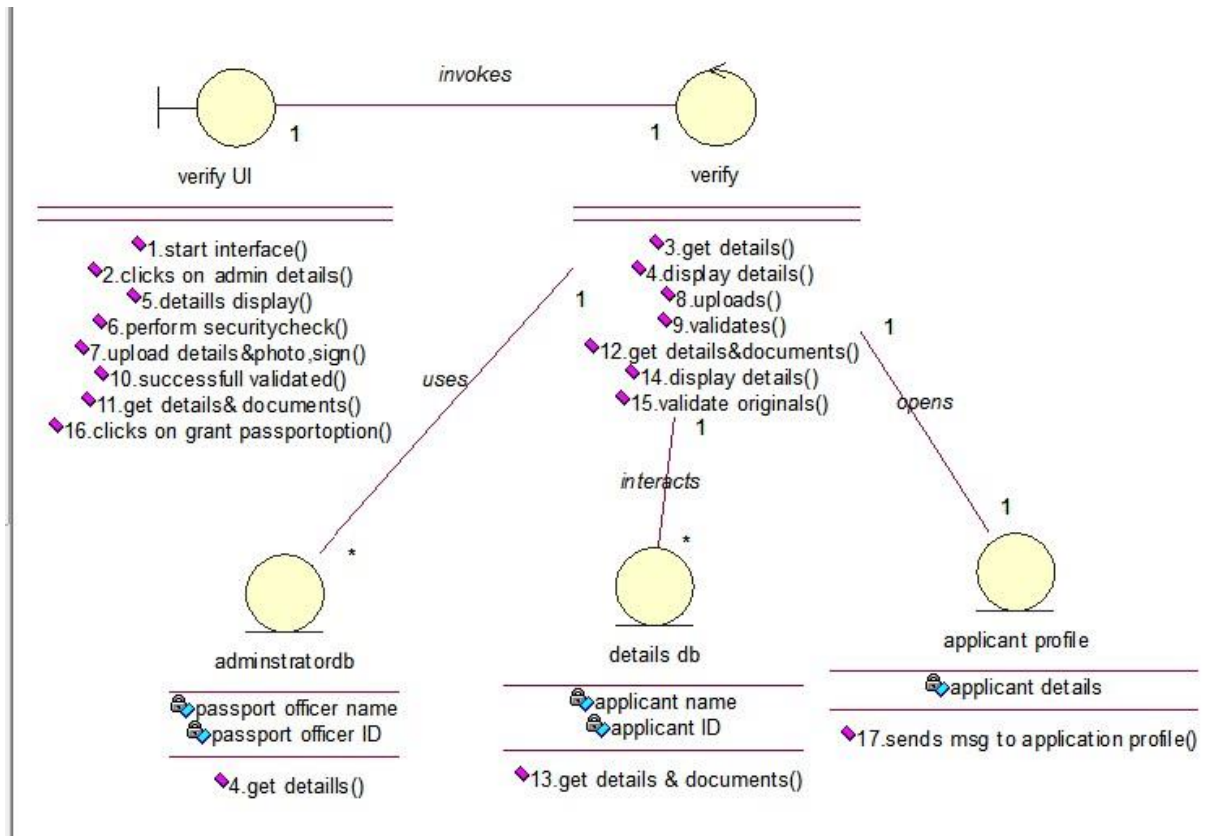 invokes
1
1
verify UI
verify
1.start interface()
2.clicks on admin details()
5.detaills display()
6.perform securitycheck()
7.upload details&photo,sign()
10.successfull validated()
11.get details& documents()
16.clicks on grant passportoption()
3.get details()
4.display details()
8.uploads()
9.validates()
12.get details&documents()
14.display details()
15.validate originals()
1
1
1
uses
interacts
opens
*
*
1
adminstratordb
passport officer name
passport officer ID
4.get detaills()
details db
applicant name
applicant ID
13.get details & documents()
applicant profile
applicant details
17.sends msg to application profile()